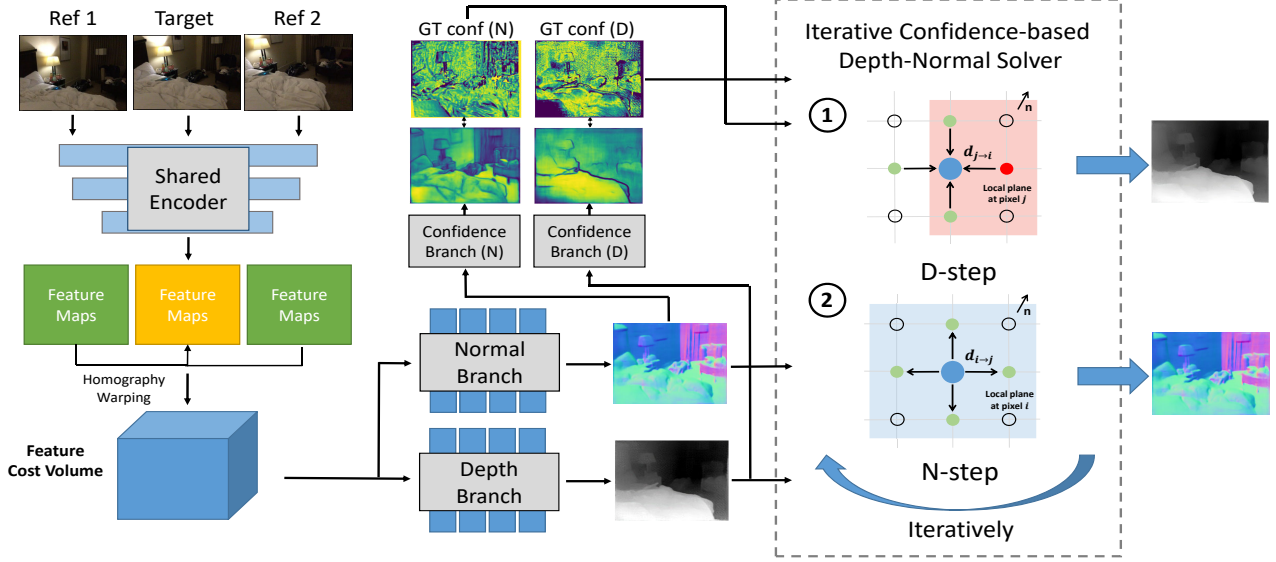 Ref 1
Target
Ref 2
Shared
Encoder
Feature
Maps
Feature
Maps
Feature
Maps
Homography
Warping
Feature
Cost Volume
GT conf (N)
GT conf (D)
Confidence
Branch (N)
Confidence
Branch (D)
Normal
Branch
Depth
Branch
Iterative Confidence-based
Depth-Normal Solver
1
n
d_{j→i}
Local plane
at pixel j
D-step
2
n
d_{i→j}
Local plane
at pixel i
N-step
Iteratively